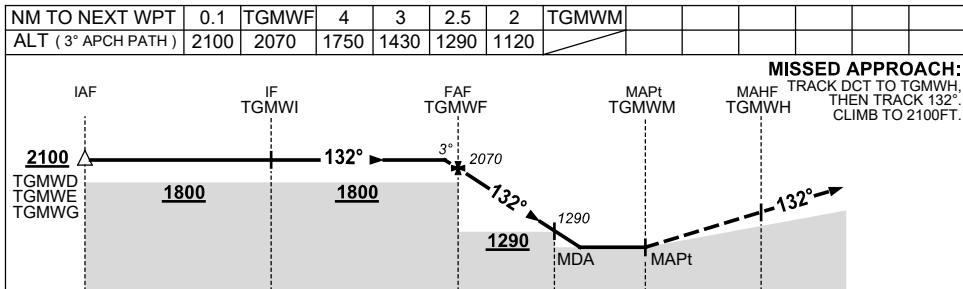 NM TO NEXT WPT 0.1 TGMWF 4 3 2.5 2 TGMWM
ALT ( 3° APCH PATH ) 2100 2070 1750 1430 1290 1120
MISSED APPROACH:
TRACK DCT TO TGMWH,
THEN TRACK 132°.
CLIMB TO 2100FT.
IAF
IF
TGMWI
FAF
TGMWF
MAPt
TGMWM
MAHF
TGMWH
2100
TGMWD
TGMWE
TGMWG
132°
3°
2070
1800
1800
132°
132°
1290
1290
MDA
MAPt